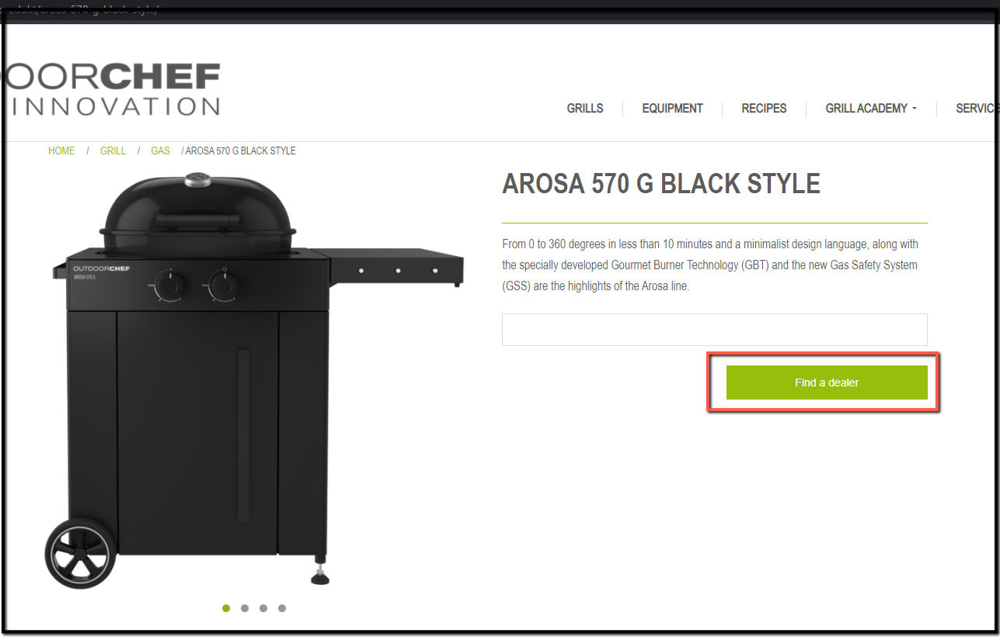 produkt/arosa-570-g-black-style/
OORCHEF
INNOVATION
GRILLS
EQUIPMENT
RECIPES
GRILL ACADEMY
SERVICE
HOME / GRILL / GAS / AROSA 570 G BLACK STYLE
AROSA 570 G BLACK STYLE
From 0 to 360 degrees in less than 10 minutes and a minimalist design language, along with
the specially developed Gourmet Burner Technology (GBT) and the new Gas Safety System
(GSS) are the highlights of the Arosa line.
OUTDOORCHEF
AROSA 570 G
Find a dealer